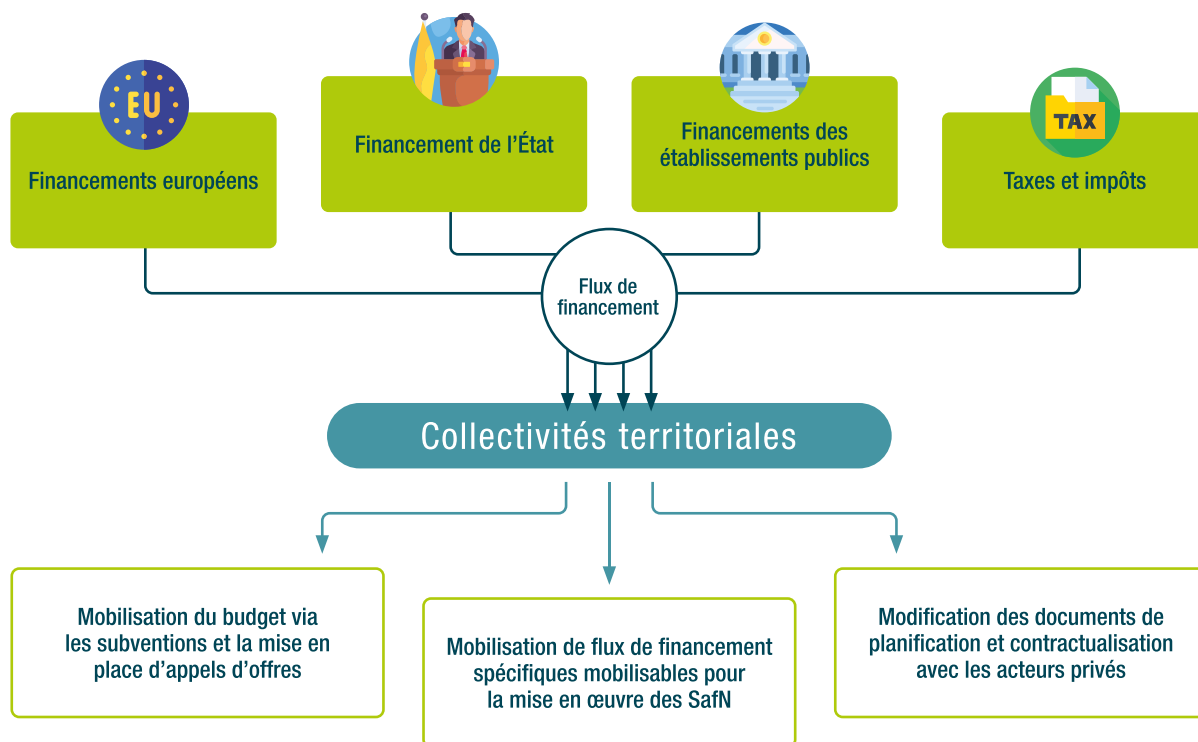 EU
Financements européens
Financement de l'État
Financements des
établissements publics
TAX
Taxes et impôts
Flux de
financement
Collectivités territoriales
Mobilisation du budget via
les subventions et la mise en
place d'appels d'offres
Mobilisation de flux de financement
spécifiques mobilisables pour
la mise en œuvre des SafN
Modification des documents de
planification et contractualisation
avec les acteurs privés